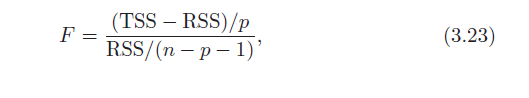 F = (TSS − RSS)/p / RSS/(n − p − 1), (3.23)